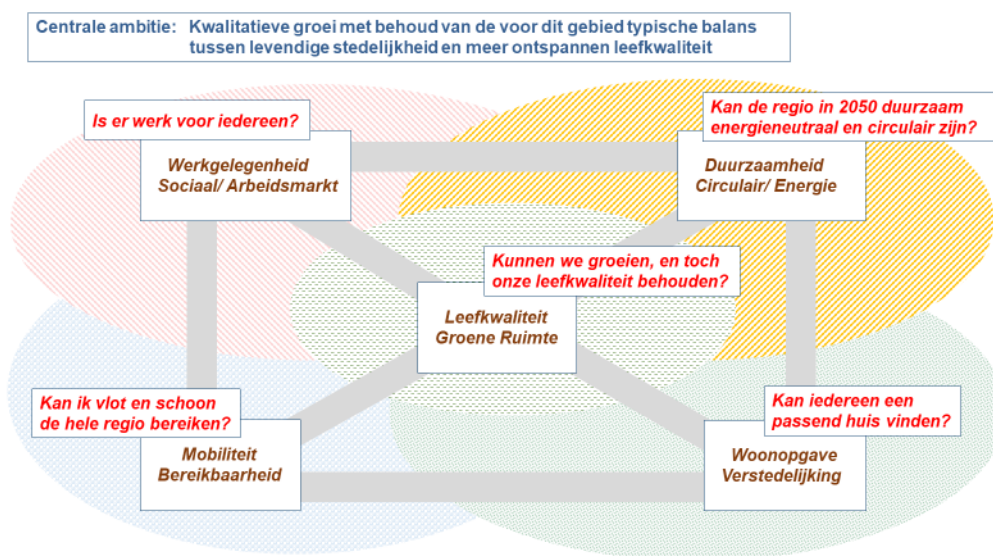 Centrale ambitie: Kwalitatieve groei met behoud van de voor dit gebied typische balans
tussen levendige stedelijkheid en meer ontspannen leefkwaliteit
Is er werk voor iedereen?
Werkgelegenheid
Sociaal/ Arbeidsmarkt
Kan de regio in 2050 duurzaam
energieneutraal en circulair zijn?
Duurzaamheid
Circulair/ Energie
Kunnen we groeien, en toch
onze leefkwaliteit behouden?
Leefkwaliteit
Groene Ruimte
Kan ik vlot en schoon
de hele regio bereiken?
Mobiliteit
Bereikbaarheid
Kan iedereen een
passend huis vinden?
Woonopgave
Verstedelijking